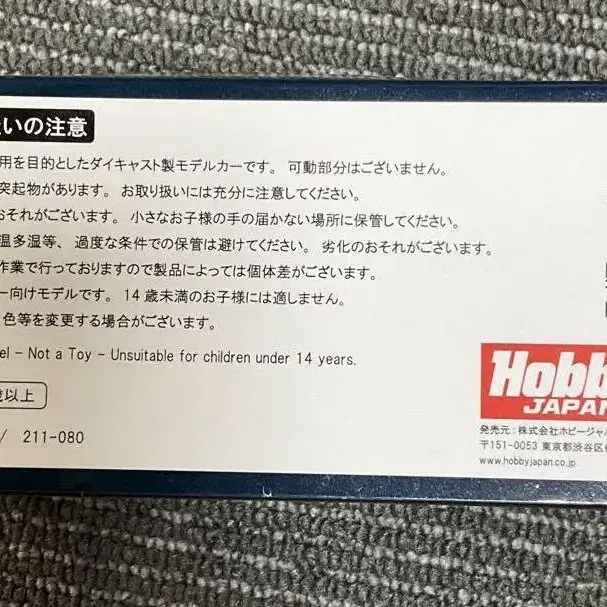 いの注意
用を目的としたダイキャスト製モデルカーです。 可動部分はございません。
突起物があります。 お取り扱いには充分に注意してください。
おそれがございます。 小さなお子様の手の届かない場所に保管してください。
温多湿等、 過度な条件での保管は避けてください。 劣化のおそれがございます。
作業で行っておりますので製品によっては個体差がございます。
ー向けモデルです。 14歳未満のお子様には適しません。
色等を変更する場合がございます。
el - Not a Toy - Unsuitable for children under 14 years.
以上
/ 211-080
Hobb
JAPAN
発売元：株式会社ホビージャパ
〒151-0053 東京都渋谷区
www.hobbyjapan.co.jp